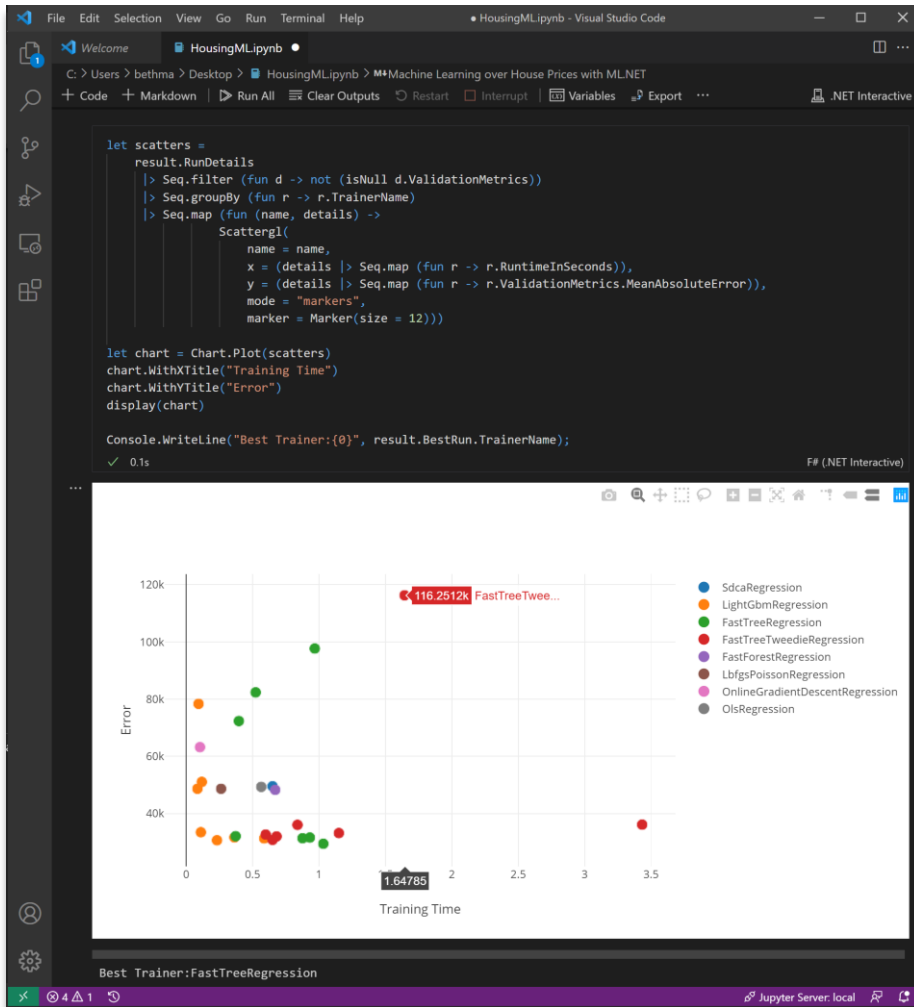 File Edit Selection View Go Run Terminal Help
● HousingML.ipynb - Visual Studio Code
Welcome
HousingML.ipynb ●
C: > Users > bethma > Desktop > HousingML.ipynb > M↓Machine Learning over House Prices with ML.NET
+ Code + Markdown | Run All Clear Outputs Restart Interrupt | Variables Export ···
.NET Interactive
let scatters =
result.RunDetails
|> Seq.filter (fun d -> not (isNull d.ValidationMetrics))
|> Seq.groupBy (fun r -> r.TrainerName)
|> Seq.map (fun (name, details) ->
Scattergl(
name = name,
x = (details |> Seq.map (fun r -> r.RuntimeInSeconds)),
y = (details |> Seq.map (fun r -> r.ValidationMetrics.MeanAbsoluteError)),
mode = "markers",
marker = Marker(size = 12)))
let chart = Chart.Plot(scatters)
chart.WithXTitle("Training Time")
chart.WithYTitle("Error")
display(chart)
Console.WriteLine("Best Trainer:{0}", result.BestRun.TrainerName);
✓ 0.1s
F# (.NET Interactive)
120k
100k
80k
60k
40k
Error
116.2512k FastTreeTwee...
0 0.5 1 2 2.5 3 3.5
1.64785
Training Time
SdcaRegression
LightGbmRegression
FastTreeRegression
FastTreeTweedieRegression
FastForestRegression
LbfgsPoissonRegression
OnlineGradientDescentRegression
OlsRegression
Best Trainer:FastTreeRegression
4 1
Jupyter Server: local
1